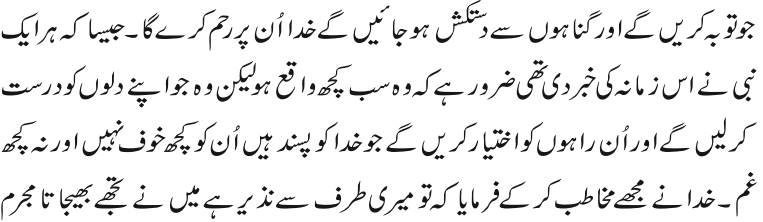 جو توبہ کریں گے اور گناہوں سے دستکش ہو جائیں گے خدا اُن پر رحم کرے گا۔ جیسا کہ ہر ایک
نبی نے اس زمانہ کی خبر دی تھی ضرور ہے کہ وہ سب کچھ واقع ہو لیکن وہ جو اپنے دلوں کو درست
کر لیں گے اور اُن راہوں کو اختیار کریں گے جو خدا کو پسند ہیں اُن کو کچھ خوف نہیں اور نہ کچھ
غم۔ خدا نے مجھے مخاطب کر کے فرمایا کہ تو میری طرف سے نذیر ہے میں نے تجھے بھیجا تا مجرم